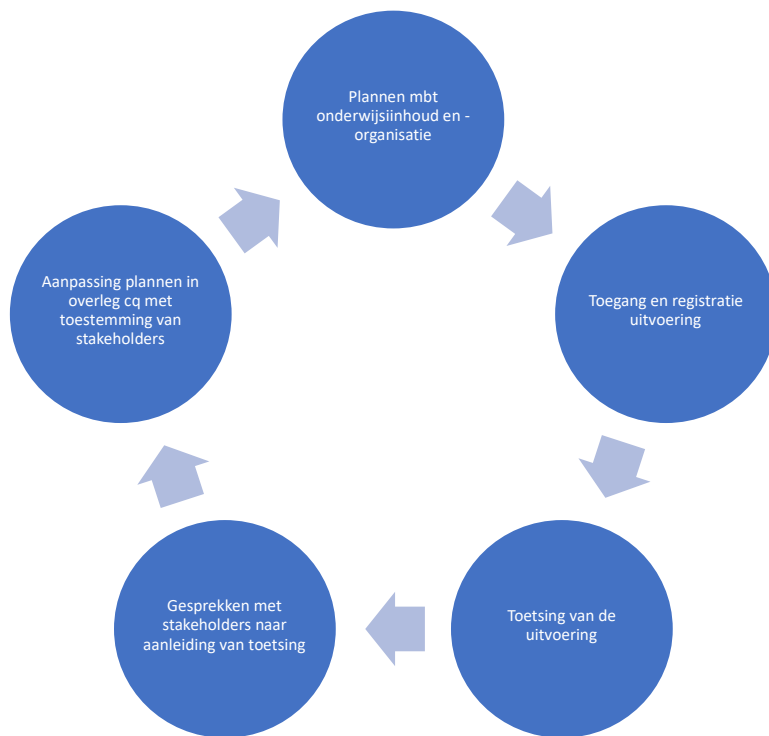 Plannen mbt
onderwijsiinhoud en -
organisatie
Toegang en registratie
uitvoering
Toetsing van de
uitvoering
Gesprekken met
stakeholders naar
aanleiding van toetsing
Aanpassing plannen in
overleg cq met
toestemming van
stakeholders